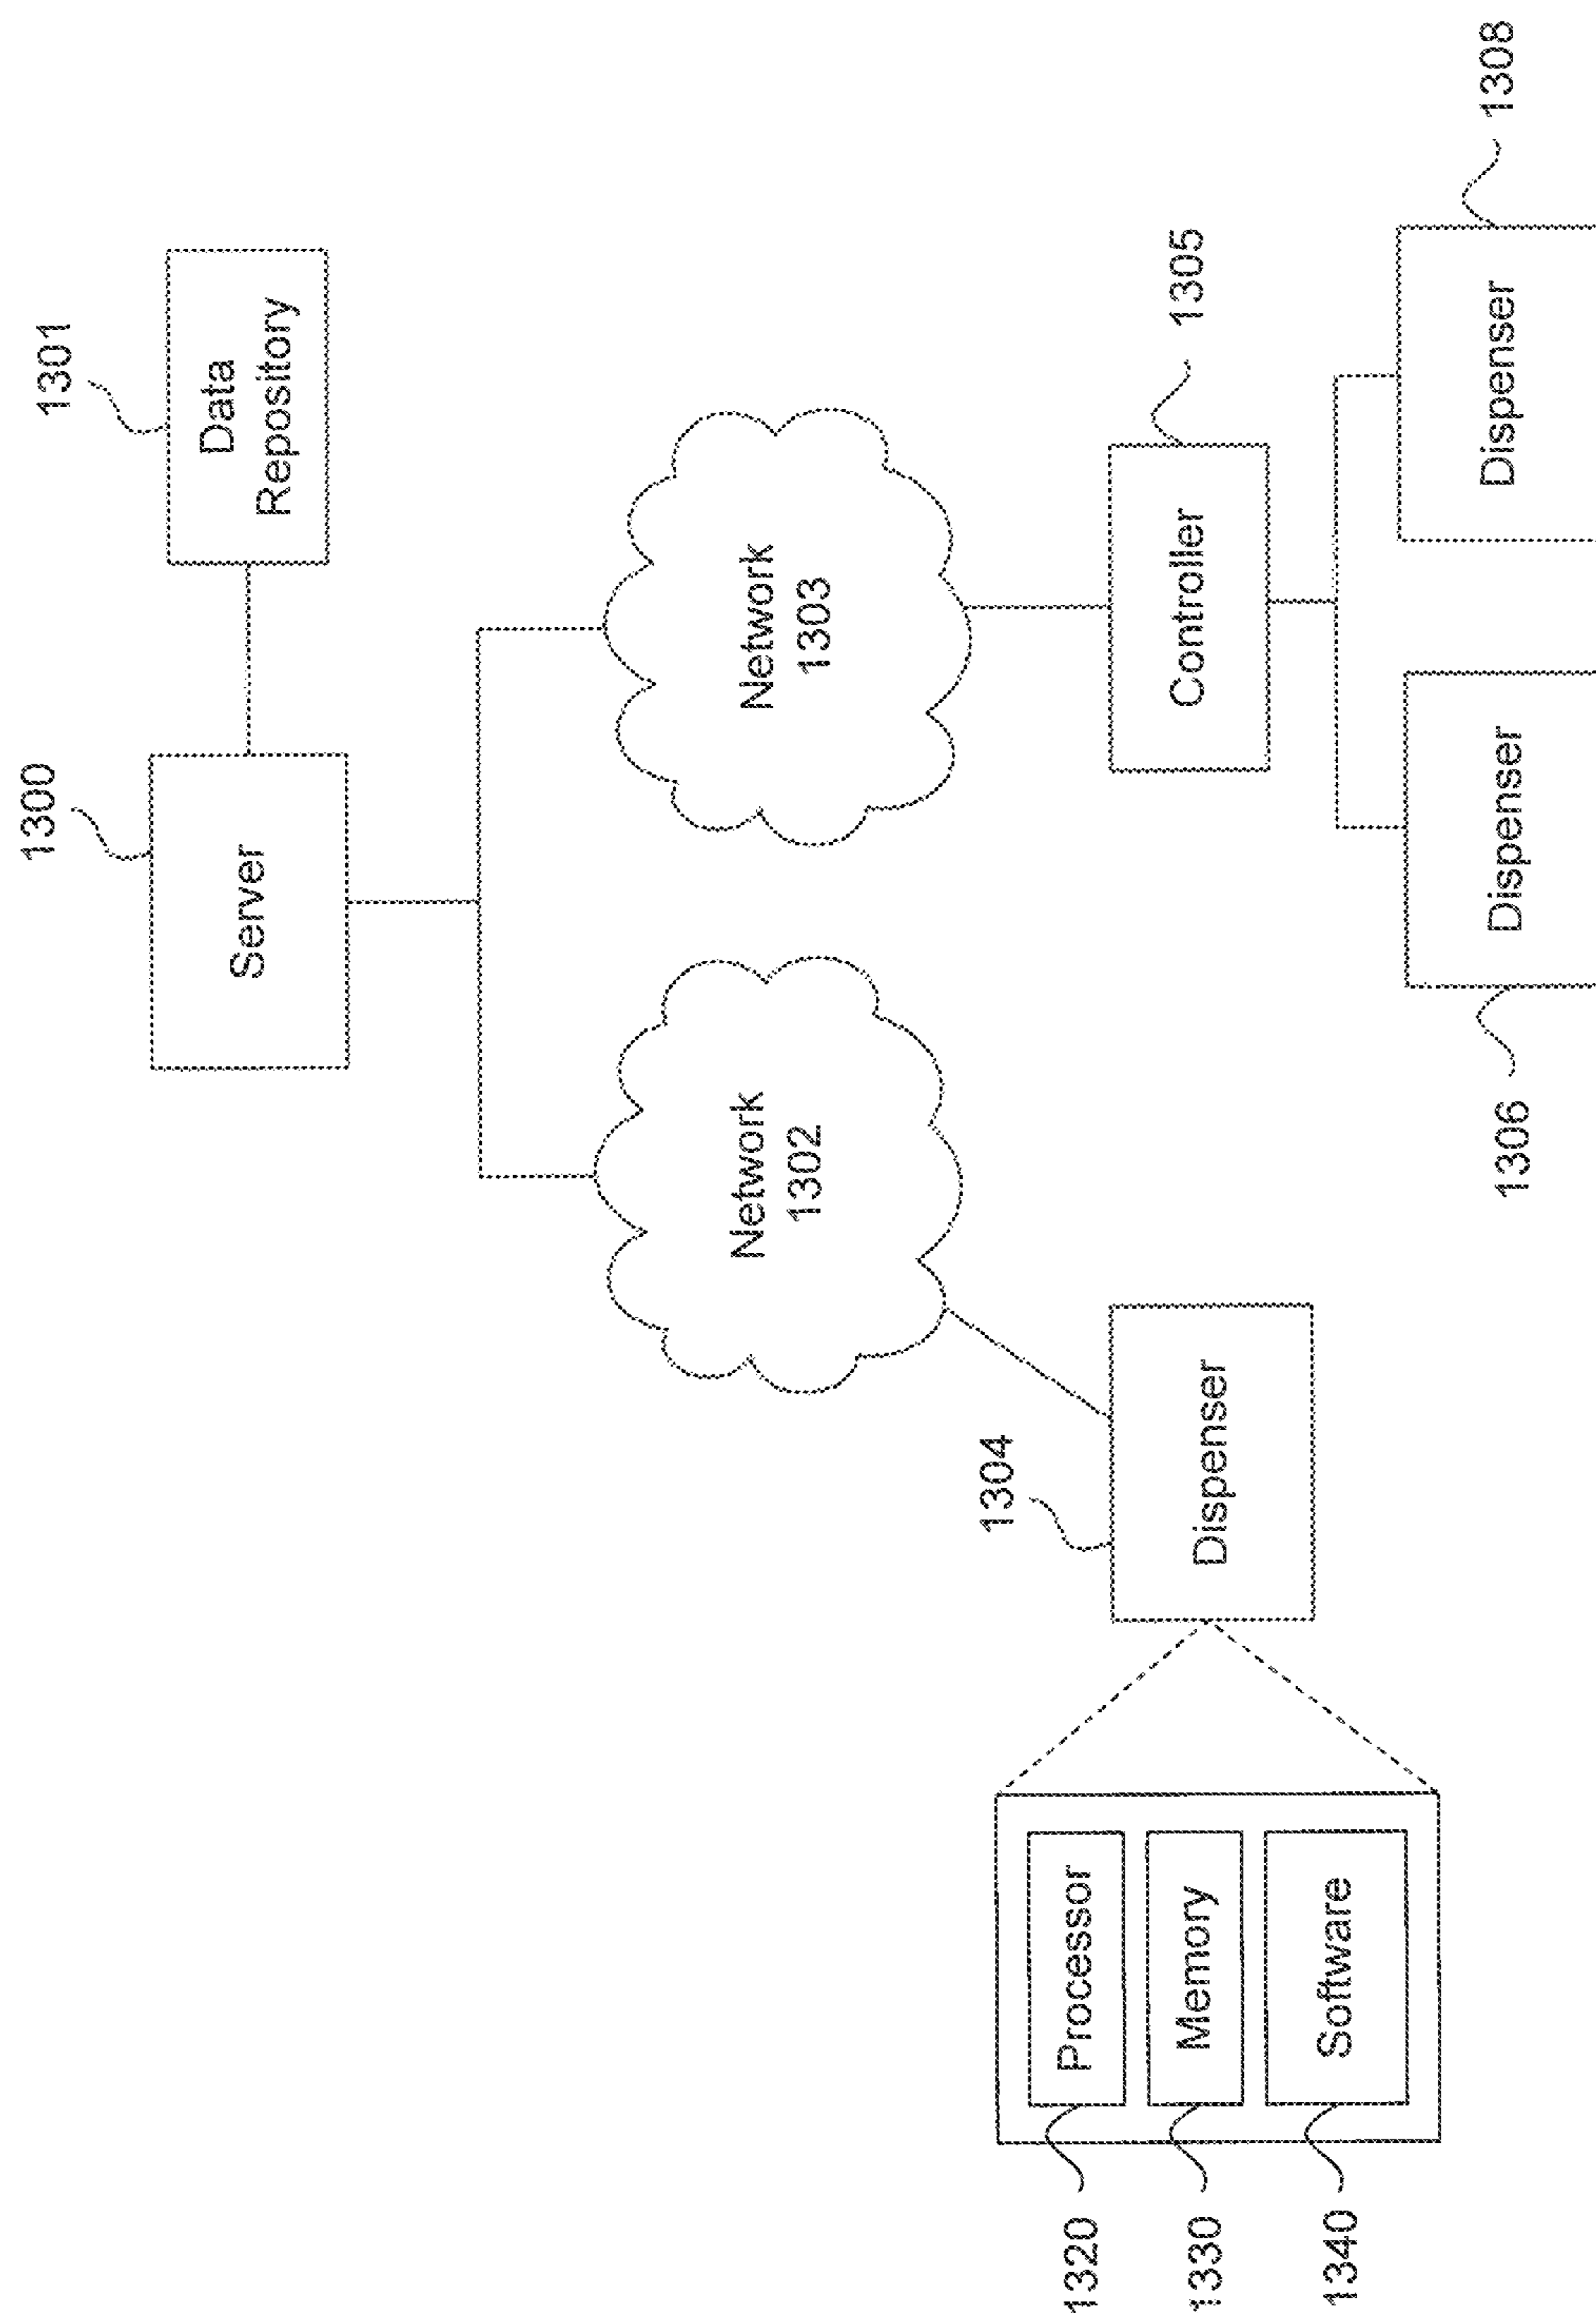 1300
Server
1301
Data
Repository
Network
1302
Network
1303
1304
Dispenser
Controller
1305
Processor
1320
Memory
1330
Software
1340
1306
Dispenser
Dispenser
1308